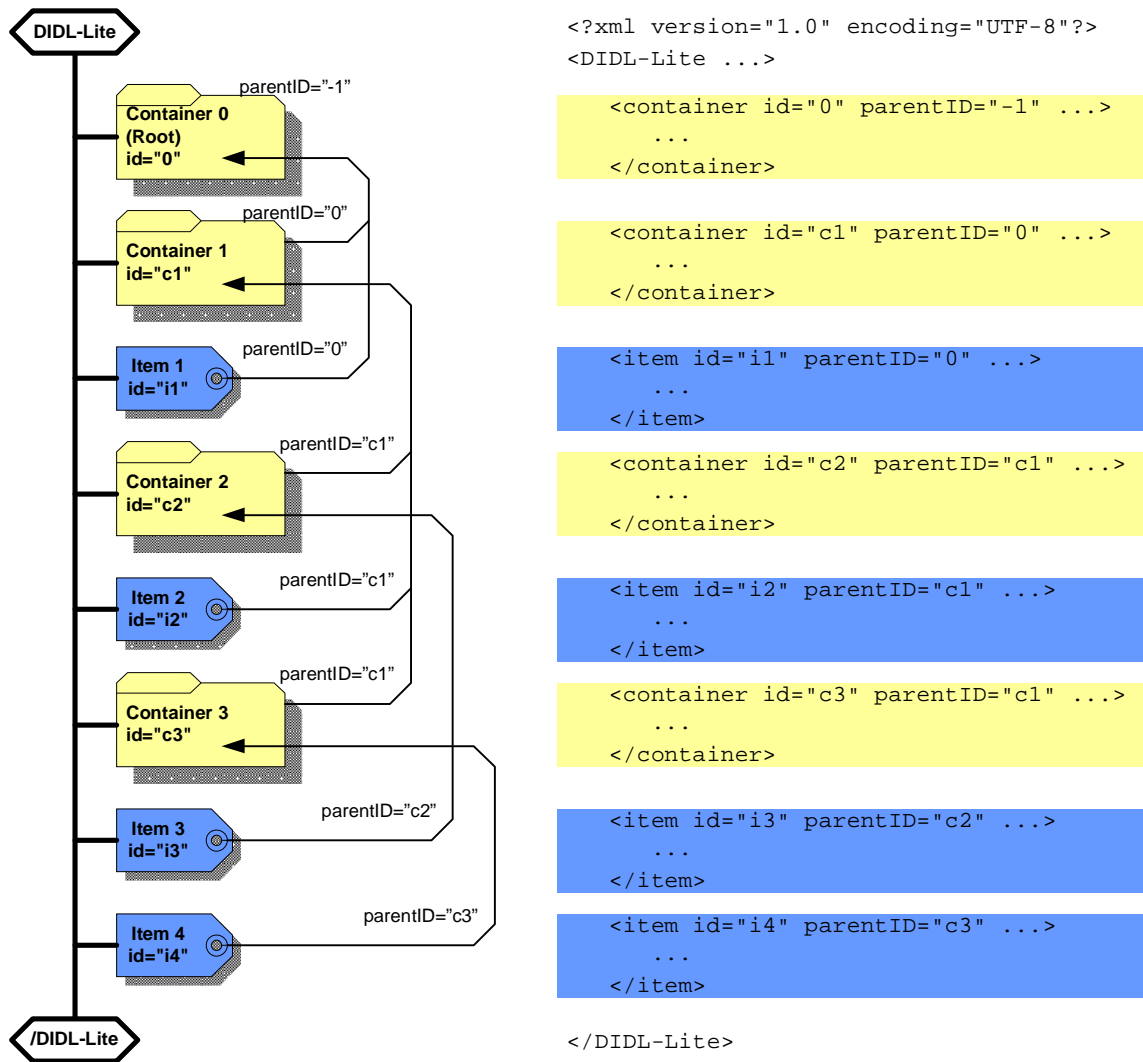 DIDL-Lite
parentID="-1”
Container 0
(Root)
id="0"
parentID=”0”
Container 1
id="c1"
parentID=”0”
Item 1
id="i1"
parentID=”c1”
Container 2
id="c2"
parentID=”c1”
Item 2
id="i2"
parentID=”c1”
Container 3
id="c3"
parentID=”c2”
Item 3
id="i3"
parentID=”c3”
Item 4
id="i4"
/DIDL-Lite
<?xml version="1.0" encoding="UTF-8"?>
<DIDL-Lite ...>
<container id="0" parentID="-1" ...>
...
</container>
<container id="c1" parentID="0" ...>
...
</container>
<item id="i1" parentID="0" ...>
...
</item>
<container id="c2" parentID="c1" ...>
...
</container>
<item id="i2" parentID="c1" ...>
...
</item>
<container id="c3" parentID="c1" ...>
...
</container>
<item id="i3" parentID="c2" ...>
...
</item>
<item id="i4" parentID="c3" ...>
...
</item>
</DIDL-Lite>